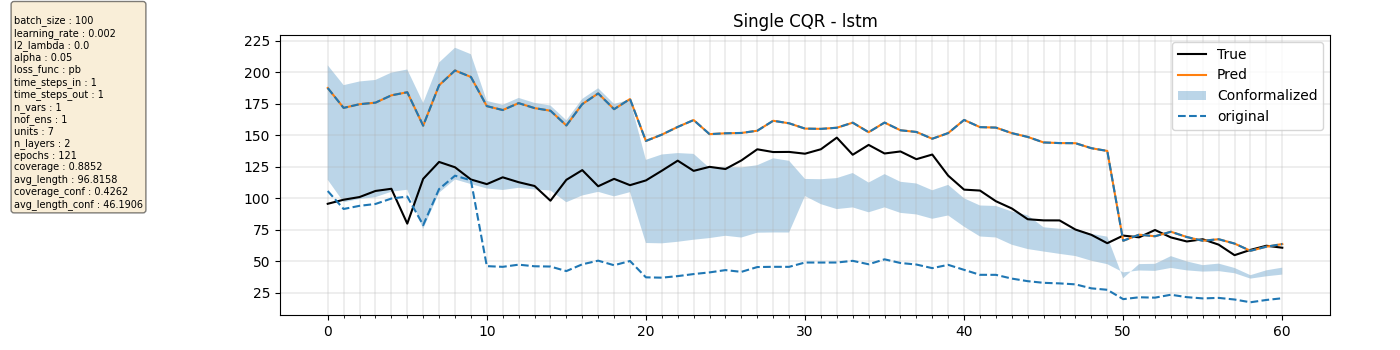 batch_size : 100
learning_rate : 0.002
l2_lambda : 0.0
alpha : 0.05
loss_func : pb
time_steps_in : 1
time_steps_out : 1
n_vars : 1
nof_ens : 1
units : 7
n_layers : 2
epochs : 121
coverage : 0.8852
avg_length : 96.8158
coverage_conf : 0.4262
avg_length_conf : 46.1906
Single CQR - lstm
225
200
175
150
125
100
75
50
25
True
Pred
Conformalized
original
0 10 20 30 40 50 60